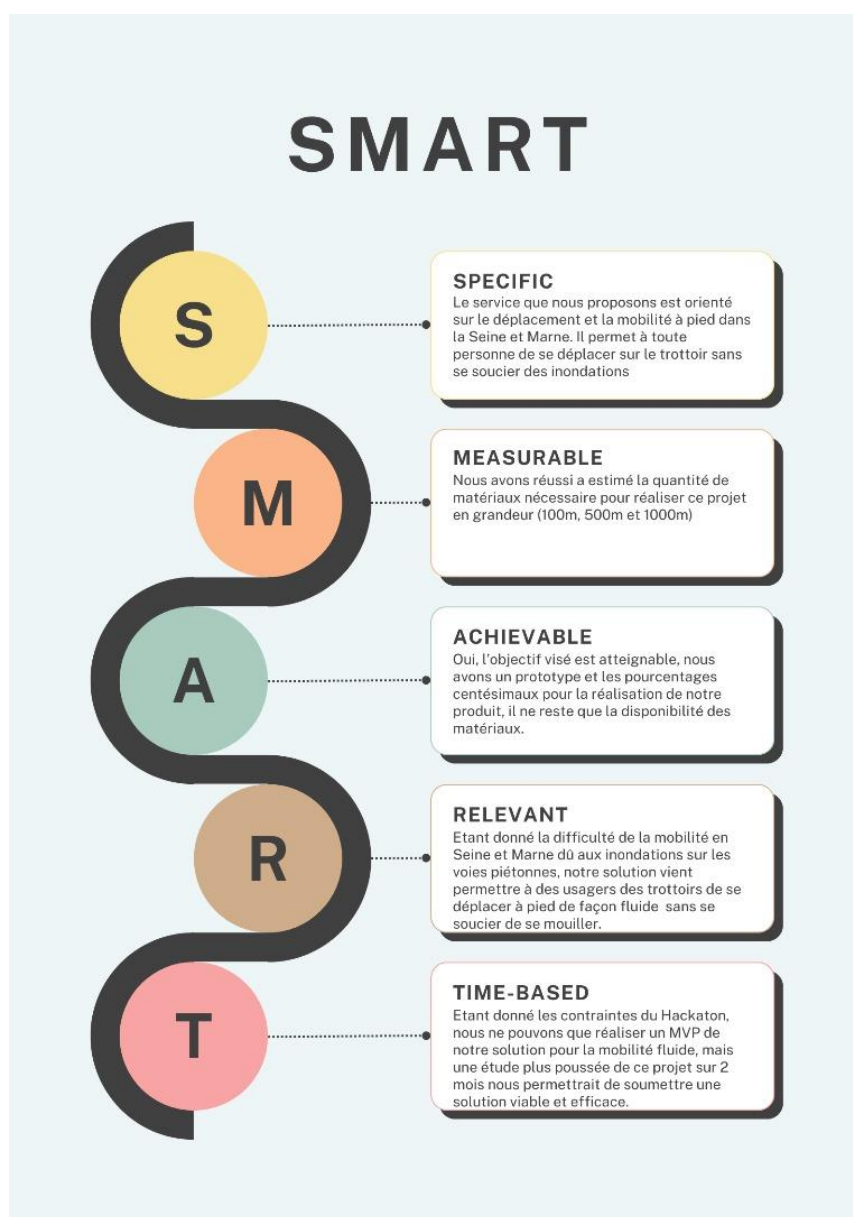 SMART
S
SPECIFIC
Le service que nous proposons est orienté
sur le déplacement et la mobilité à pied dans
la Seine et Marne. Il permet à toute
personne de se déplacer sur le trottoir sans
se soucier des inondations
M
MEASURABLE
Nous avons réussi a estimé la quantité de
matériaux nécessaire pour réaliser ce projet
en grandeur (100m, 500m et 1000m)
A
ACHIEVABLE
Oui, l'objectif visé est atteignable, nous
avons un prototype et les pourcentages
centésimaux pour la réalisation de notre
produit, il ne reste que la disponibilité des
matériaux.
R
RELEVANT
Etant donné la difficulté de la mobilité en
Seine et Marne dû aux inondations sur les
voies piétonnes, notre solution vient
permettre à des usagers des trottoirs de se
déplacer à pied de façon fluide sans se
soucier de se mouiller.
T
TIME-BASED
Etant donné les contraintes du Hackaton,
nous ne pouvons que réaliser un MVP de
notre solution pour la mobilité fluide, mais
une étude plus poussée de ce projet sur 2
mois nous permettrait de soumettre une
solution viable et efficace.